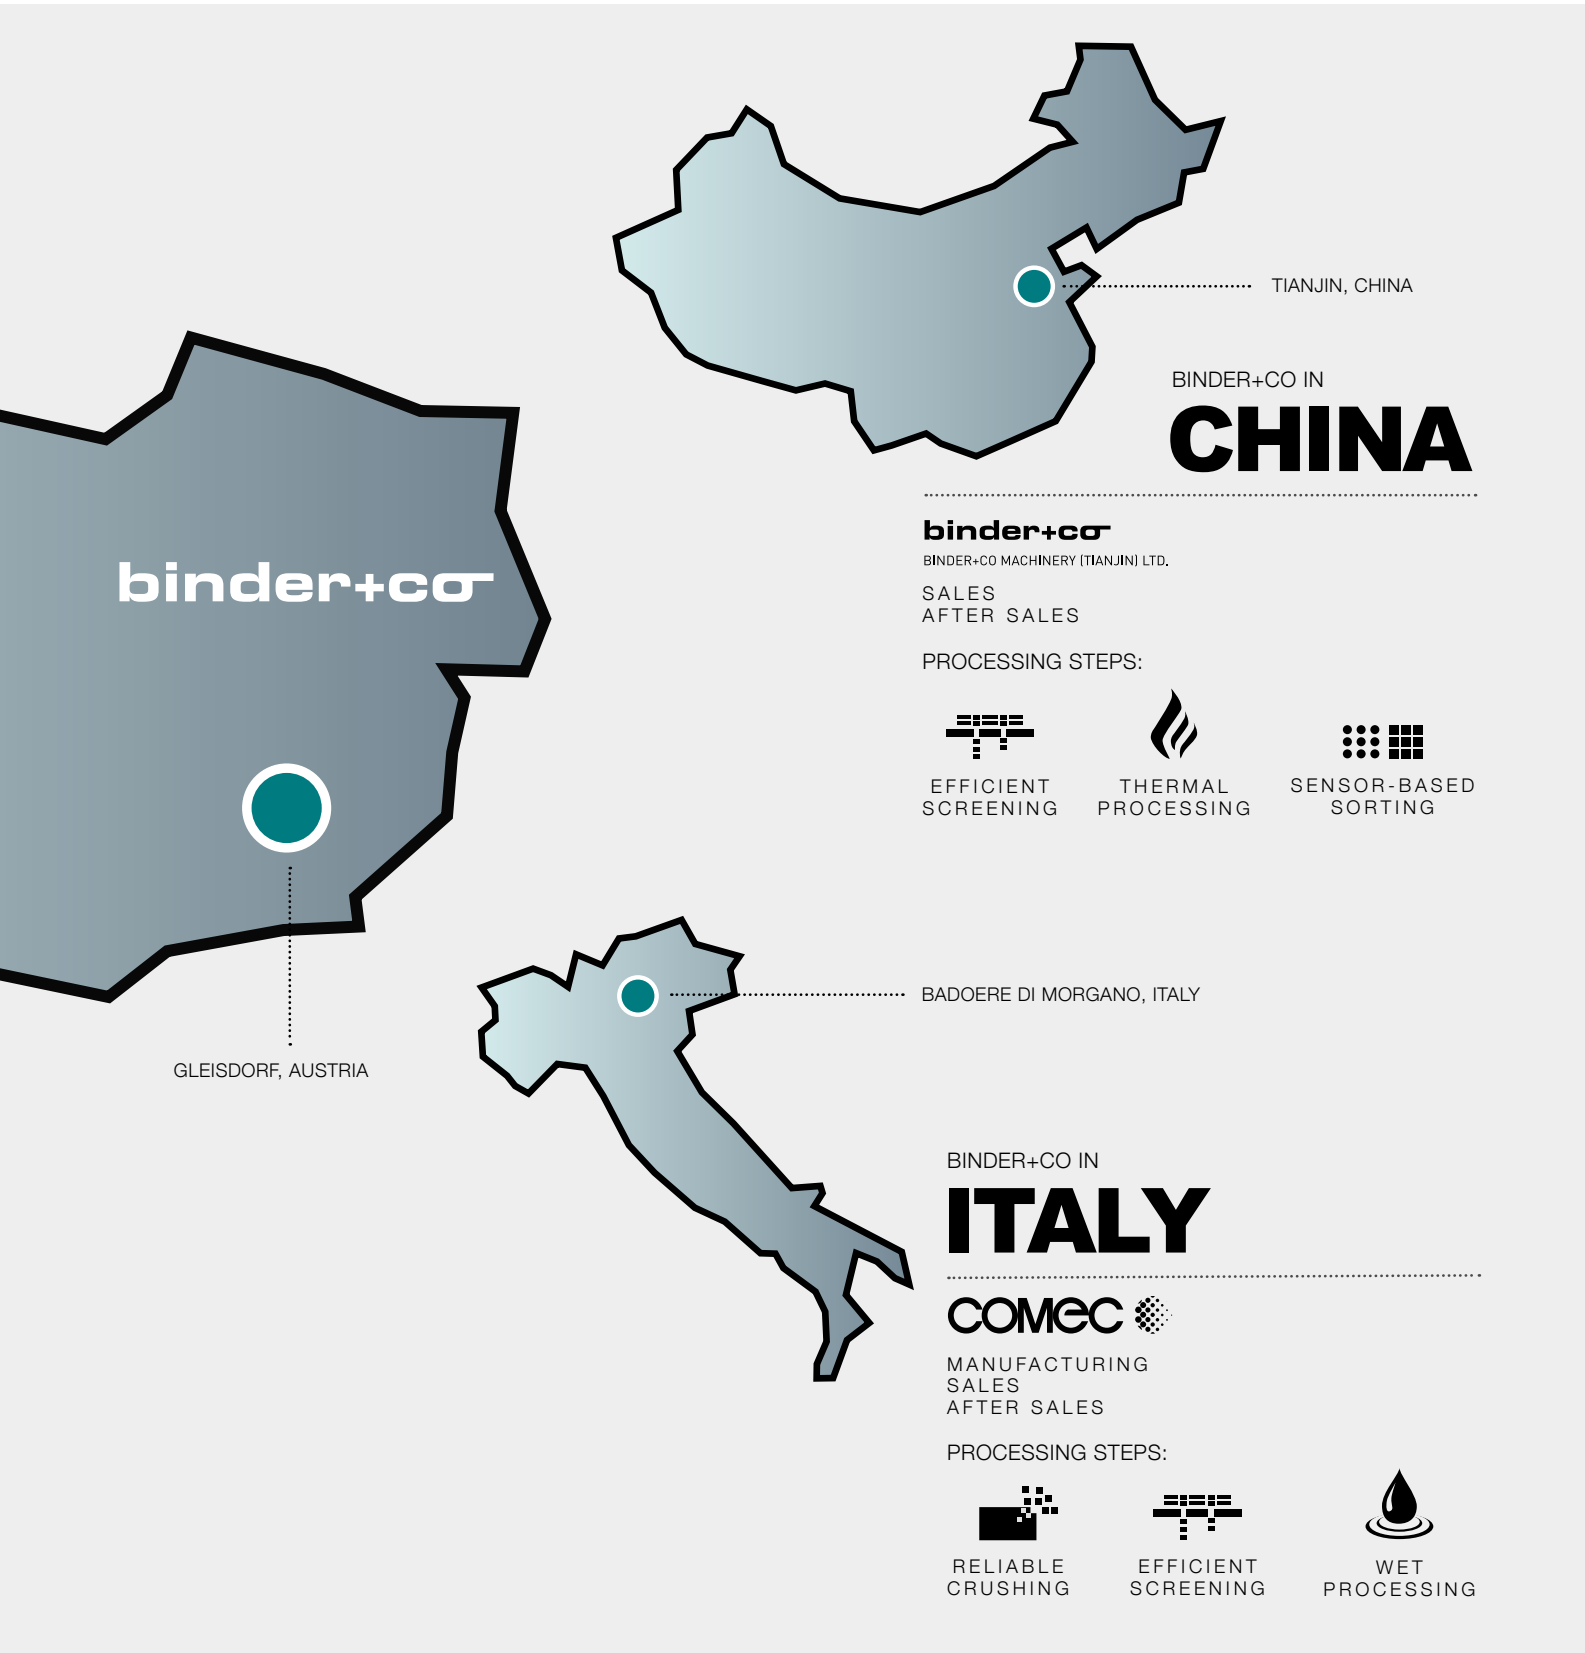 TIANJIN, CHINA
BINDER+CO IN
CHINA
binder+co
BINDER+CO MACHINERY (TIANJIN) LTD.
SALES
AFTER SALES
PROCESSING STEPS:
EFFICIENT
SCREENING
THERMAL
PROCESSING
SENSOR-BASED
SORTING
binder+co
GLEISDORF, AUSTRIA
BADOERE DI MORGANO, ITALY
BINDER+CO IN
ITALY
COMeC
MANUFACTURING
SALES
AFTER SALES
PROCESSING STEPS:
RELIABLE
CRUSHING
EFFICIENT
SCREENING
WET
PROCESSING